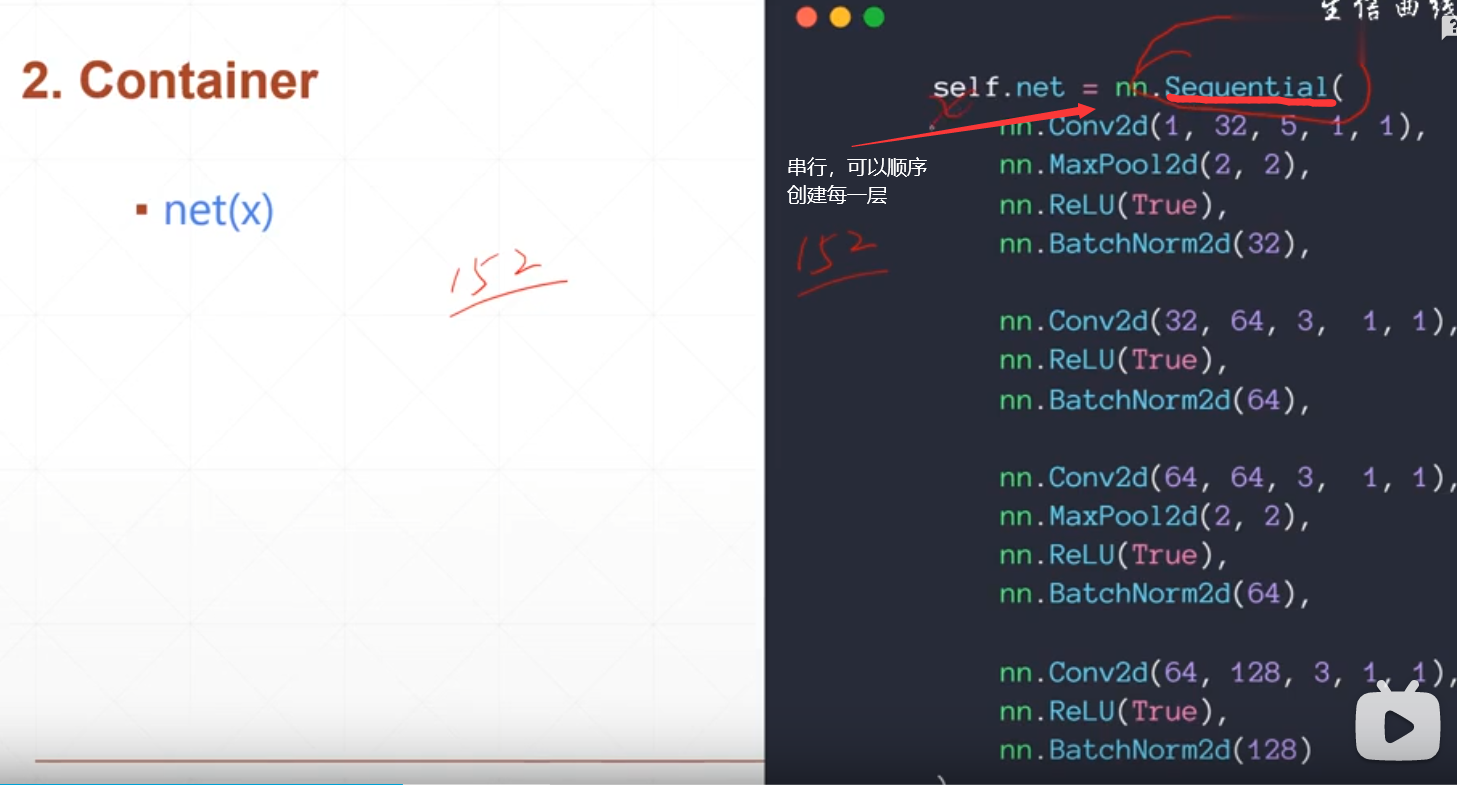 2. Container
▪ net(x)
152
生信曲线
self.net = nn.Sequential(
nn.Conv2d(1, 32, 5, 1, 1),
串行，可以顺序
创建每一层
nn.MaxPool2d(2, 2),
nn.ReLU(True),
152
nn.BatchNorm2d(32),
nn.Conv2d(32, 64, 3, 1, 1),
nn.ReLU(True),
nn.BatchNorm2d(64),
nn.Conv2d(64, 64, 3, 1, 1),
nn.MaxPool2d(2, 2),
nn.ReLU(True),
nn.BatchNorm2d(64),
nn.Conv2d(64, 128, 3, 1, 1),
nn.ReLU(True),
nn.BatchNorm2d(128)
)